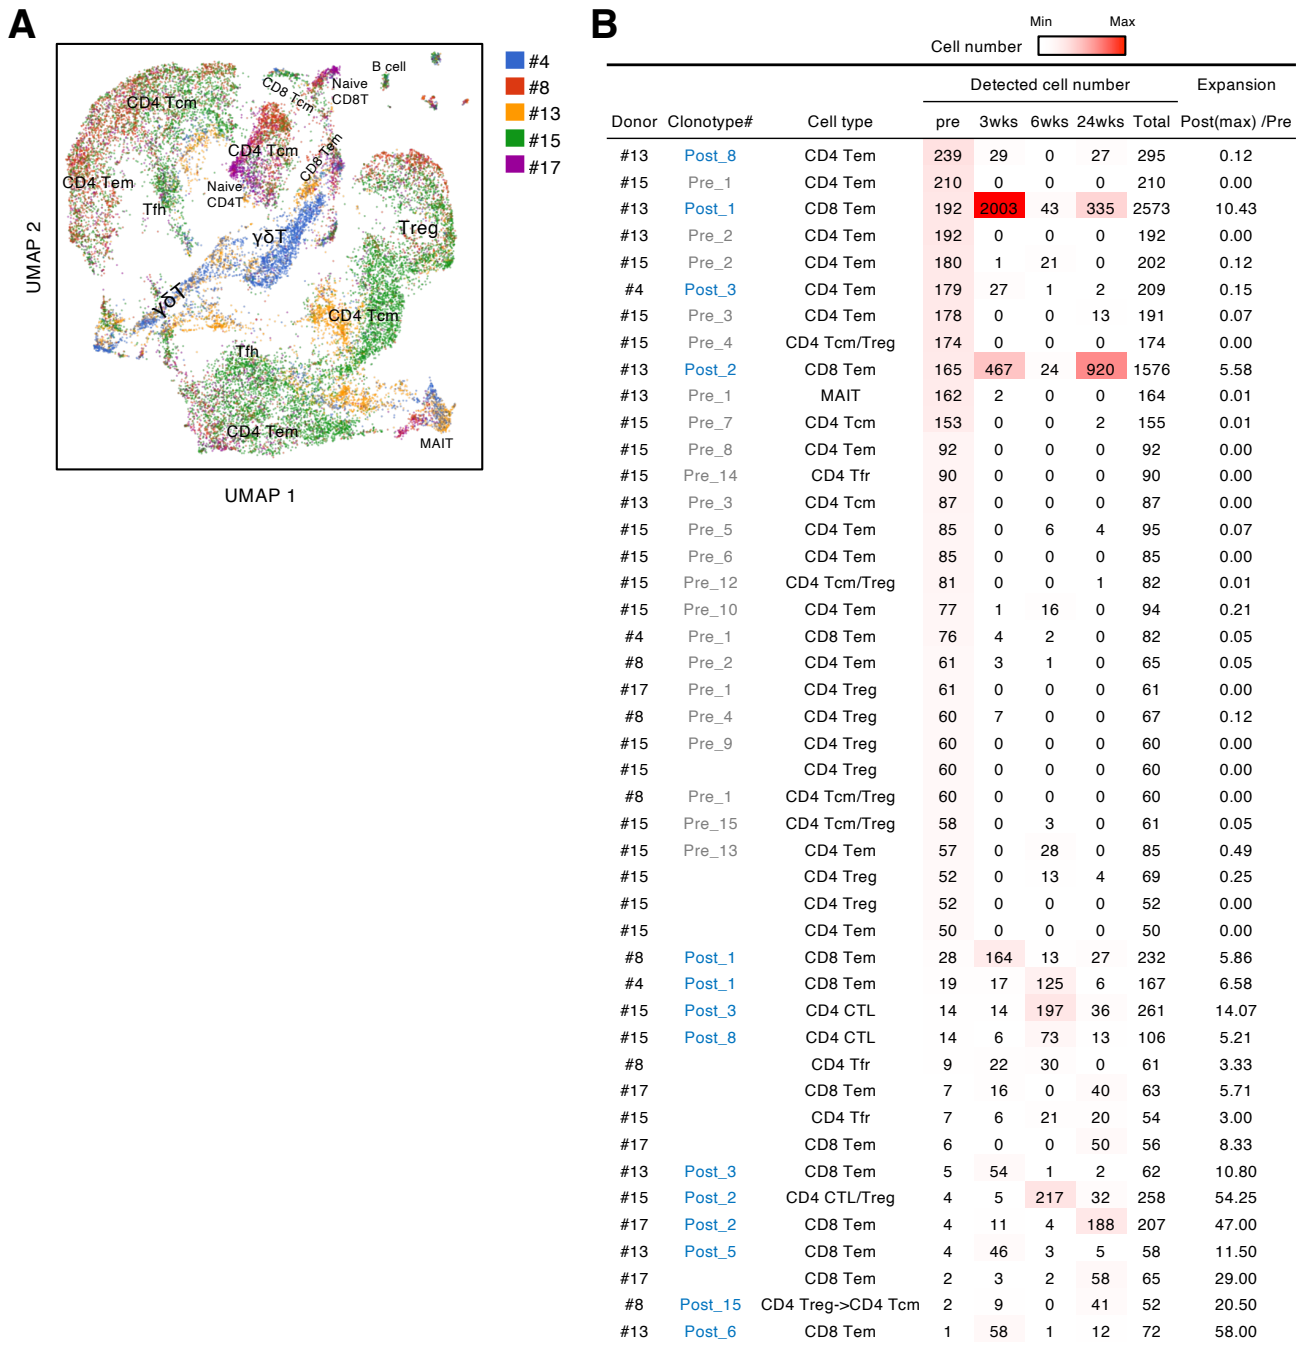 A
CD4 Tcm
CD8 Tcm
Naive
CD8T
B cell
CD4 Tcm
CD8 Tem
CD4 Tem
Naive
CD4T
Tfh
γδT
Treg
γδT
CD4 Tcm
Tfh
CD4 Tem
MAIT
UMAP 2
UMAP 1
#4
#8
#13
#15
#17
B
Min Max
Cell number
Detected cell number Expansion
Donor Clonotype# Cell type pre 3wks 6wks 24wks Total Post(max) /Pre
#13 Post_8 CD4 Tem 239 29 0 27 295 0.12
#15 Pre_1 CD4 Tem 210 0 0 0 210 0.00
#13 Post_1 CD8 Tem 192 2003 43 335 2573 10.43
#13 Pre_2 CD4 Tem 192 0 0 0 192 0.00
#15 Pre_2 CD4 Tem 180 1 21 0 202 0.12
#4 Post_3 CD4 Tem 179 27 1 2 209 0.15
#15 Pre_3 CD4 Tem 178 0 0 13 191 0.07
#15 Pre_4 CD4 Tcm/Treg 174 0 0 0 174 0.00
#13 Post_2 CD8 Tem 165 467 24 920 1576 5.58
#13 Pre_1 MAIT 162 2 0 0 164 0.01
#15 Pre_7 CD4 Tcm 153 0 0 2 155 0.01
#15 Pre_8 CD4 Tem 92 0 0 0 92 0.00
#15 Pre_14 CD4 Tfr 90 0 0 0 90 0.00
#13 Pre_3 CD4 Tcm 87 0 0 0 87 0.00
#15 Pre_5 CD4 Tem 85 0 6 4 95 0.07
#15 Pre_6 CD4 Tem 85 0 0 0 85 0.00
#15 Pre_12 CD4 Tcm/Treg 81 0 0 1 82 0.01
#15 Pre_10 CD4 Tem 77 1 16 0 94 0.21
#4 Pre_1 CD8 Tem 76 4 2 0 82 0.05
#8 Pre_2 CD4 Tem 61 3 1 0 65 0.05
#17 Pre_1 CD4 Treg 61 0 0 0 61 0.00
#8 Pre_4 CD4 Treg 60 7 0 0 67 0.12
#15 Pre_9 CD4 Treg 60 0 0 0 60 0.00
#15 CD4 Treg 60 0 0 0 60 0.00
#8 Pre_1 CD4 Tcm/Treg 60 0 0 0 60 0.00
#15 Pre_15 CD4 Tcm/Treg 58 0 3 0 61 0.05
#15 Pre_13 CD4 Tem 57 0 28 0 85 0.49
#15 CD4 Treg 52 0 13 4 69 0.25
#15 CD4 Treg 52 0 0 0 52 0.00
#15 CD4 Tem 50 0 0 0 50 0.00
#8 Post_1 CD8 Tem 28 164 13 27 232 5.86
#4 Post_1 CD8 Tem 19 17 125 6 167 6.58
#15 Post_3 CD4 CTL 14 14 197 36 261 14.07
#15 Post_8 CD4 CTL 14 6 73 13 106 5.21
#8 CD4 Tfr 9 22 30 0 61 3.33
#17 CD8 Tem 7 16 0 40 63 5.71
#15 CD4 Tfr 7 6 21 20 54 3.00
#17 CD8 Tem 6 0 0 50 56 8.33
#13 Post_3 CD8 Tem 5 54 1 2 62 10.80
#15 Post_2 CD4 CTL/Treg 4 5 217 32 258 54.25
#17 Post_2 CD8 Tem 4 11 4 188 207 47.00
#13 Post_5 CD8 Tem 4 46 3 5 58 11.50
#17 CD8 Tem 2 3 2 58 65 29.00
#8 Post_15 CD4 Treg->CD4 Tcm 2 9 0 41 52 20.50
#13 Post_6 CD8 Tem 1 58 1 12 72 58.00